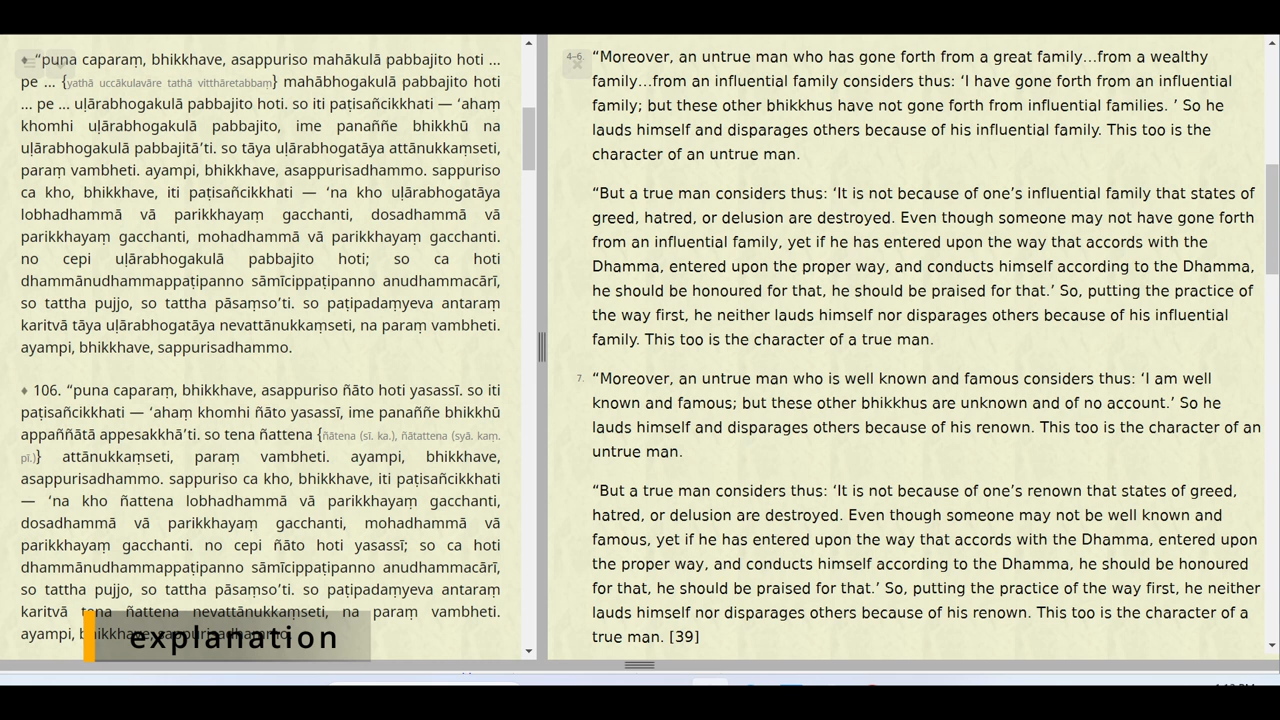 ♦ “puna caparaṃ, bhikkhave, asappuriso mahākulā pabbajito hoti ...
pe ... {yathā uccākulavāre tathā vitthāretabbaṃ} mahābhogakulā pabbajito hoti
... pe ... uḷārabhogakulā pabbajito hoti. so iti paṭisañcikkhati — ‘ahaṃ
khomhi uḷārabhogakulā pabbajito, ime panaññe bhikkhū na
uḷārabhogakulā pabbajitā’ti. so tāya uḷārabhogatāya attānukkaṃseti,
paraṃ vambheti. ayampi, bhikkhave, asappurisadhammo. sappuriso
ca kho, bhikkhave, iti paṭisañcikkhati — ‘na kho uḷārabhogatāya
lobhadhammā vā parikkhayaṃ gacchanti, dosadhammā vā
parikkhayaṃ gacchanti, mohadhammā vā parikkhayaṃ gacchanti.
no cepi uḷārabhogakulā pabbajito hoti; so ca hoti
dhammānudhammappaṭipanno sāmīcippaṭipanno anudhammacārī,
so tattha pujjo, so tattha pāsaṃso’ti. so paṭipadaṃyeva antaraṃ
karitvā tāya uḷārabhogatāya nevattānukkaṃseti, na paraṃ vambheti.
ayampi, bhikkhave, sappurisadhammo.
♦ 106. “puna caparaṃ, bhikkhave, asappuriso ñāto hoti yasassī. so iti
paṭisañcikkhati — ‘ahaṃ khomhi ñāto yasassī, ime panaññe bhikkhū
appaññātā appesakkhā’ti. so tena ñattena {ñātena (sī. ka.), ñātattena (syā. kaṃ.
pī.)} attānukkaṃseti, paraṃ vambheti. ayampi, bhikkhave,
asappurisadhammo. sappuriso ca kho, bhikkhave, iti paṭisañcikkhati
— ‘na kho ñattena lobhadhammā vā parikkhayaṃ gacchanti,
dosadhammā vā parikkhayaṃ gacchanti, mohadhammā vā
parikkhayaṃ gacchanti. no cepi ñāto hoti yasassī; so ca hoti
dhammānudhammappaṭipanno sāmīcippaṭipanno anudhammacārī,
so tattha pujjo, so tattha pāsaṃso’ti. so paṭipadaṃyeva antaraṃ
karitvā tena ñattena nevattānukkaṃseti, na paraṃ vambheti.
ayampi, bhikkhave, sappurisadhammo.
explanation
4–6. “Moreover, an untrue man who has gone forth from a great family…from a wealthy
family…from an influential family considers thus: ‘I have gone forth from an influential
family; but these other bhikkhus have not gone forth from influential families. ’ So he
lauds himself and disparages others because of his influential family. This too is the
character of an untrue man.
“But a true man considers thus: ‘It is not because of one’s influential family that states of
greed, hatred, or delusion are destroyed. Even though someone may not have gone forth
from an influential family, yet if he has entered upon the way that accords with the
Dhamma, entered upon the proper way, and conducts himself according to the Dhamma,
he should be honoured for that, he should be praised for that.’ So, putting the practice of
the way first, he neither lauds himself nor disparages others because of his influential
family. This too is the character of a true man.
7. “Moreover, an untrue man who is well known and famous considers thus: ‘I am well
known and famous; but these other bhikkhus are unknown and of no account.’ So he
lauds himself and disparages others because of his renown. This too is the character of an
untrue man.
“But a true man considers thus: ‘It is not because of one’s renown that states of greed,
hatred, or delusion are destroyed. Even though someone may not be well known and
famous, yet if he has entered upon the way that accords with the Dhamma, entered upon
the proper way, and conducts himself according to the Dhamma, he should be honoured
for that, he should be praised for that.’ So, putting the practice of the way first, he neither
lauds himself nor disparages others because of his renown. This too is the character of a
true man. [39]